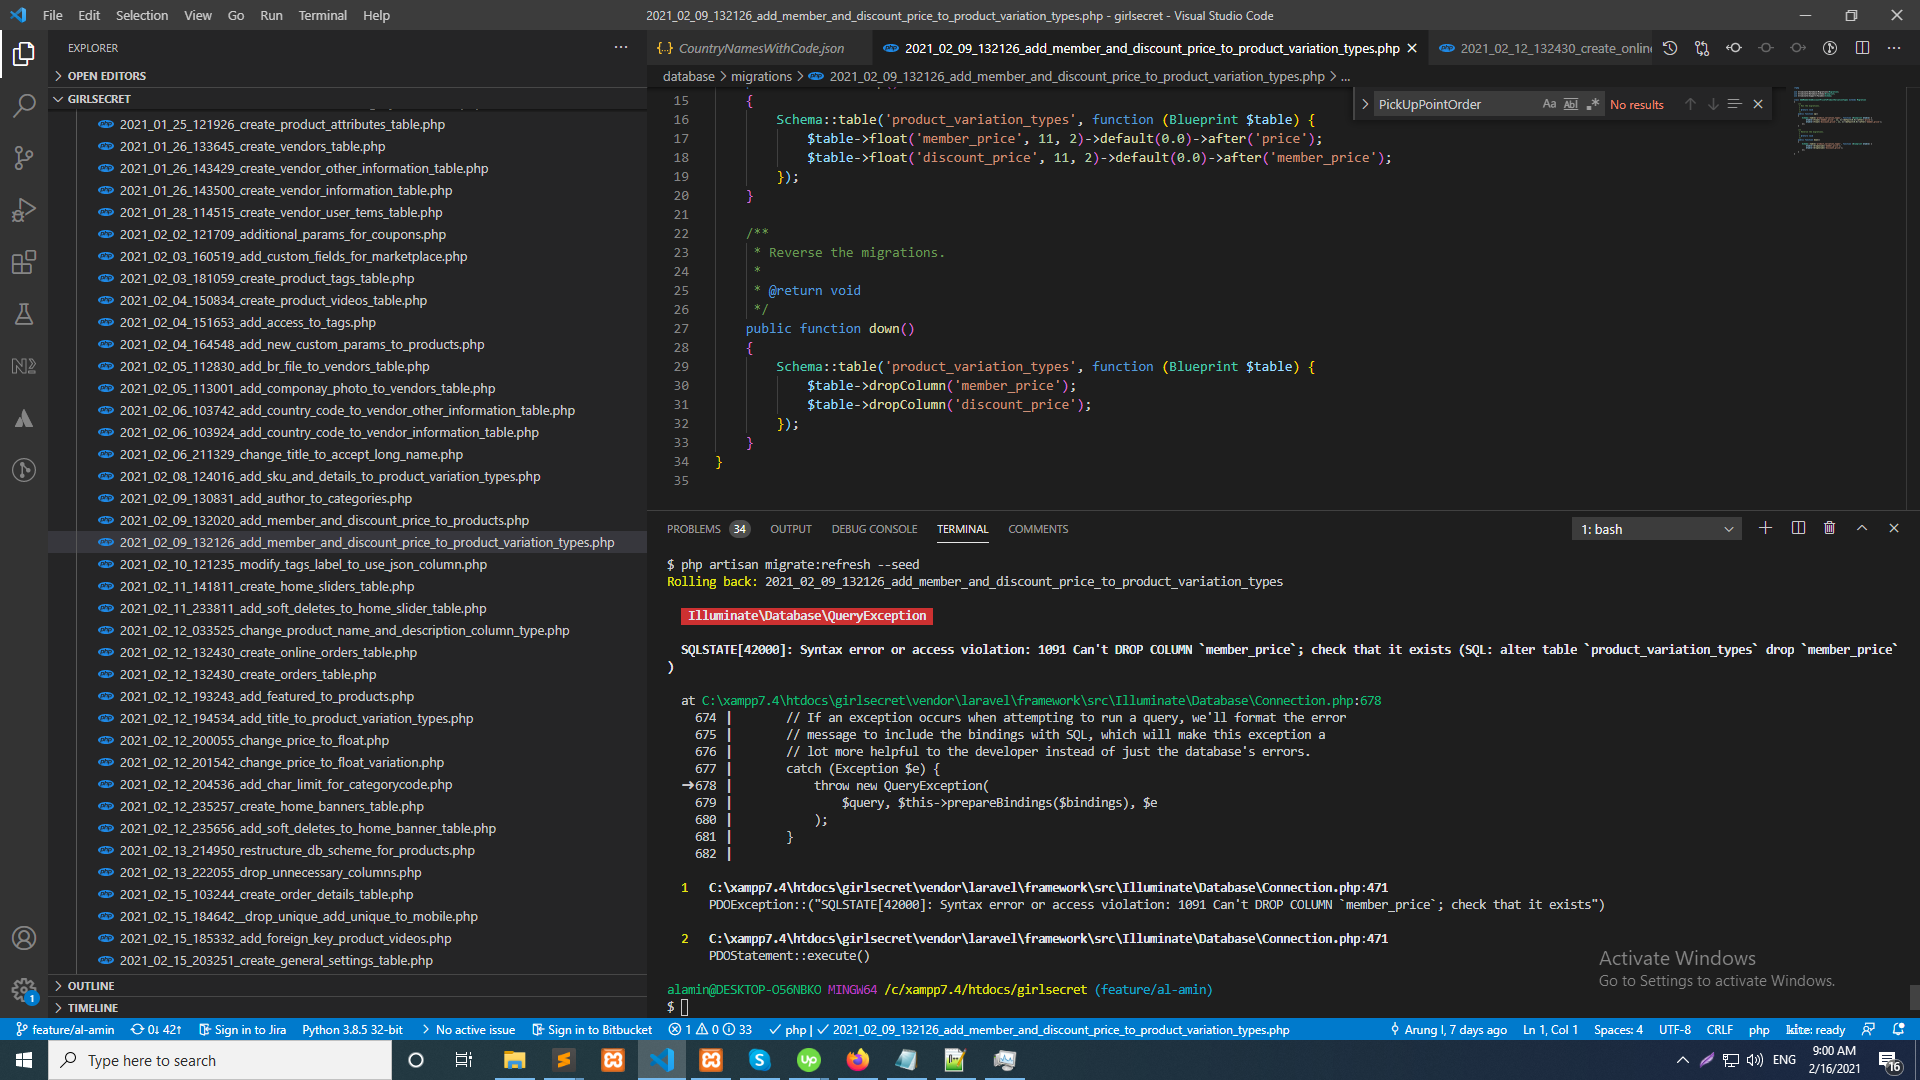 File Edit Selection View Go Run Terminal Help
2021_02_09_132126_add_member_and_discount_price_to_product_variation_types.php - girlsecret - Visual Studio Code
EXPLORER
OPEN EDITORS
GIRLSECRET
2021_01_25_121926_create_product_attributes_table.php
2021_01_26_133645_create_vendors_table.php
2021_01_26_143429_create_vendor_other_information_table.php
2021_01_26_143500_create_vendor_information_table.php
2021_01_28_114515_create_vendor_user_tems_table.php
2021_02_02_121709_additional_params_for_coupons.php
2021_02_03_160519_add_custom_fields_for_marketplace.php
2021_02_03_181059_create_product_tags_table.php
2021_02_04_150834_create_product_videos_table.php
2021_02_04_151653_add_access_to_tags.php
2021_02_04_164548_add_new_custom_params_to_products.php
2021_02_05_112830_add_br_file_to_vendors_table.php
2021_02_05_113001_add_componay_photo_to_vendors_table.php
2021_02_06_103742_add_country_code_to_vendor_other_information_table.php
2021_02_06_103924_add_country_code_to_vendor_information_table.php
2021_02_06_211329_change_title_to_accept_long_name.php
2021_02_08_124016_add_sku_and_details_to_product_variation_types.php
2021_02_09_130831_add_author_to_categories.php
2021_02_09_132020_add_member_and_discount_price_to_products.php
2021_02_09_132126_add_member_and_discount_price_to_product_variation_types.php
2021_02_10_121235_modify_tags_label_to_use_json_column.php
2021_02_11_141811_create_home_sliders_table.php
2021_02_11_233811_add_soft_deletes_to_home_slider_table.php
2021_02_12_033525_change_product_name_and_description_column_type.php
2021_02_12_132430_create_online_orders_table.php
2021_02_12_132430_create_orders_table.php
2021_02_12_193243_add_featured_to_products.php
2021_02_12_194534_add_title_to_product_variation_types.php
2021_02_12_200055_change_price_to_float.php
2021_02_12_201542_change_price_to_float_variation.php
2021_02_12_204536_add_char_limit_for_categorycode.php
2021_02_12_235257_create_home_banners_table.php
2021_02_12_235656_add_soft_deletes_to_home_banner_table.php
2021_02_13_214950_restructure_db_scheme_for_products.php
2021_02_13_222055_drop_unnecessary_columns.php
2021_02_15_103244_create_order_details_table.php
2021_02_15_184642__drop_unique_add_unique_to_mobile.php
2021_02_15_185332_add_foreign_key_product_videos.php
2021_02_15_203251_create_general_settings_table.php
OUTLINE
TIMELINE
CountryNamesWithCode.json 2021_02_09_132126_add_member_and_discount_price_to_product_variation_types.php 2021_02_12_132430_create_onlin
database > migrations > 2021_02_09_132126_add_member_and_discount_price_to_product_variation_types.php > ...
PickUpPointOrder Aa Abl .* No results
15 {
16 Schema::table('product_variation_types', function (Blueprint $table) {
17 $table->float('member_price', 11, 2)->default(0.0)->after('price');
18 $table->float('discount_price', 11, 2)->default(0.0)->after('member_price');
19 });
20 }
21
22 /**
23 * Reverse the migrations.
24 *
25 * @return void
26 */
27 public function down()
28 {
29 Schema::table('product_variation_types', function (Blueprint $table) {
30 $table->dropColumn('member_price');
31 $table->dropColumn('discount_price');
32 });
33 }
34 }
35
PROBLEMS 34 OUTPUT DEBUG CONSOLE TERMINAL COMMENTS 1: bash
$ php artisan migrate:refresh --seed
Rolling back: 2021_02_09_132126_add_member_and_discount_price_to_product_variation_types
Illuminate\Database\QueryException
SQLSTATE[42000]: Syntax error or access violation: 1091 Can't DROP COLUMN `member_price`; check that it exists (SQL: alter table `product_variation_types` drop `member_price`
)
at C:\xampp7.4\htdocs\girlsecret\vendor\laravel\framework\src\Illuminate\Database\Connection.php:678
674 | // If an exception occurs when attempting to run a query, we'll format the error
675 | // message to include the bindings with SQL, which will make this exception a
676 | // lot more helpful to the developer instead of just the database's errors.
677 | catch (Exception $e) {
➜678 | throw new QueryException(
679 | $query, $this->prepareBindings($bindings), $e
680 | );
681 | }
682 |
1 C:\xampp7.4\htdocs\girlsecret\vendor\laravel\framework\src\Illuminate\Database\Connection.php:471
PDOException::("SQLSTATE[42000]: Syntax error or access violation: 1091 Can't DROP COLUMN `member_price`; check that it exists")
2 C:\xampp7.4\htdocs\girlsecret\vendor\laravel\framework\src\Illuminate\Database\Connection.php:471
PDOStatement::execute()
alamin@DESKTOP-O56NBKO MINGW64 /c/xampp7.4/htdocs/girlsecret (feature/al-amin)
$
Activate Windows
Go to Settings to activate Windows.
1
feature/al-amin 0↓ 42↑ Sign in to Jira Python 3.8.5 32-bit No active issue Sign in to Bitbucket 1 0 33 php | 2021_02_09_132126_add_member_and_discount_price_to_product_variation_types.php Arung I, 7 days ago Ln 1, Col 1 Spaces: 4 UTF-8 CRLF php kite: ready
Type here to search
ENG 9:00 AM
2/16/2021 16